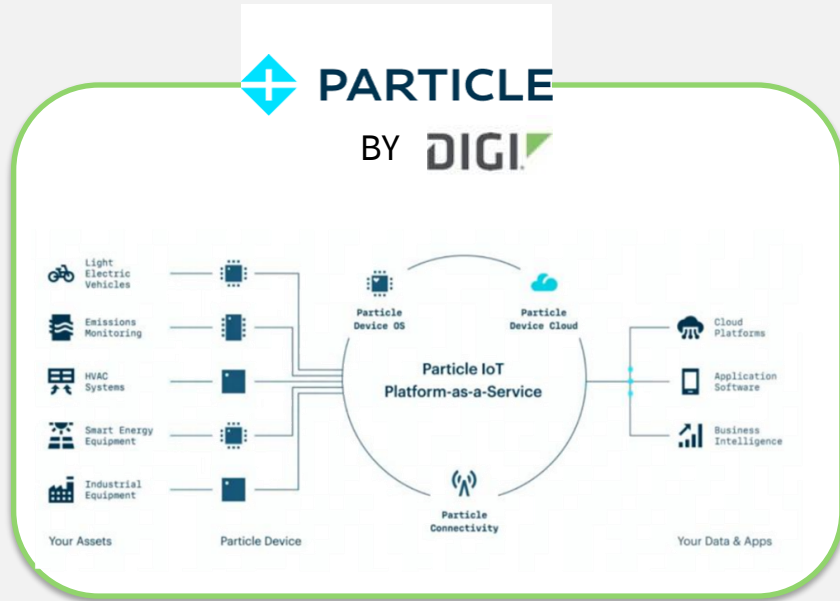 PARTICLE
BY DIGI
Light
Electric
Vehicles
Emissions
Monitoring
HVAC
Systems
Smart Energy
Equipment
Industrial
Equipment
Your Assets
Particle Device
Particle
Device OS
Particle
Device Cloud
Particle IoT
Platform-as-a-Service
Particle
Connectivity
Cloud
Platforms
Application
Software
Business
Intelligence
Your Data & Apps